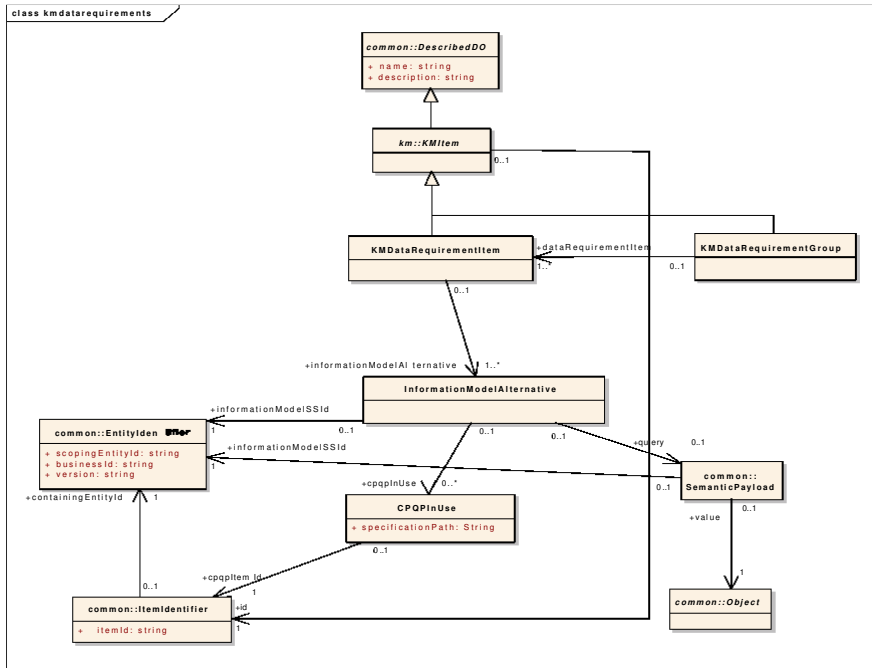 class kmdatarequirements
common::DescribedDO
+ name: string
+ description: string
km::KMItem
0..1
KMDataRequirementItem
+dataRequirementItem
1..*
0..1
KMDataRequirementGroup
0..1
+informationModelAl ternative
1..*
InformationModelAlternative
+informationModelSSId
1
0..1
0..1
0..1
common::EntityIden tifier
+ scopingEntityId: string
+ businessId: string
+ version: string
+informationModelSSId
1
+query
0..1
0..1
common::
SemanticPayload
0..1
+containingEntityId
1
+cpqpInUse
0..*
CPQPInUse
+ specificationPath: String
0..1
+value
1
+cpqpItem Id
1
0..1
common::ItemIdentifier
+ itemId: string
+id
1
common::Object